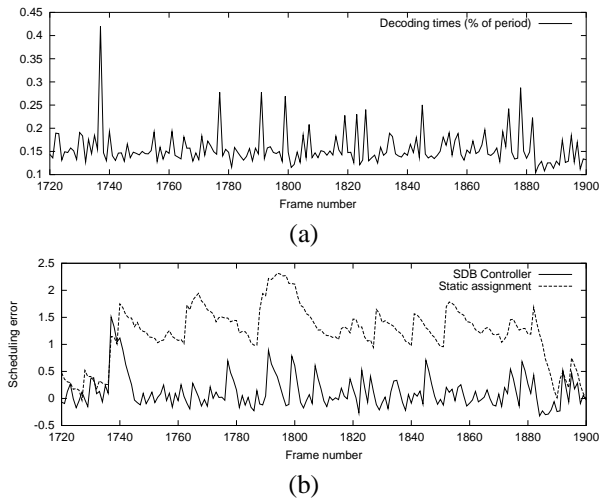 0.45
0.4
0.35
0.3
0.25
0.2
0.15
0.1
Decoding times (% of period)
1720 1740 1760 1780 1800 1820 1840 1860 1880 1900
Frame number
(a)
Scheduling error
2.5
2
1.5
1
0.5
0
-0.5
SDB Controller
Static assignment
1720 1740 1760 1780 1800 1820 1840 1860 1880 1900
Frame number
(b)